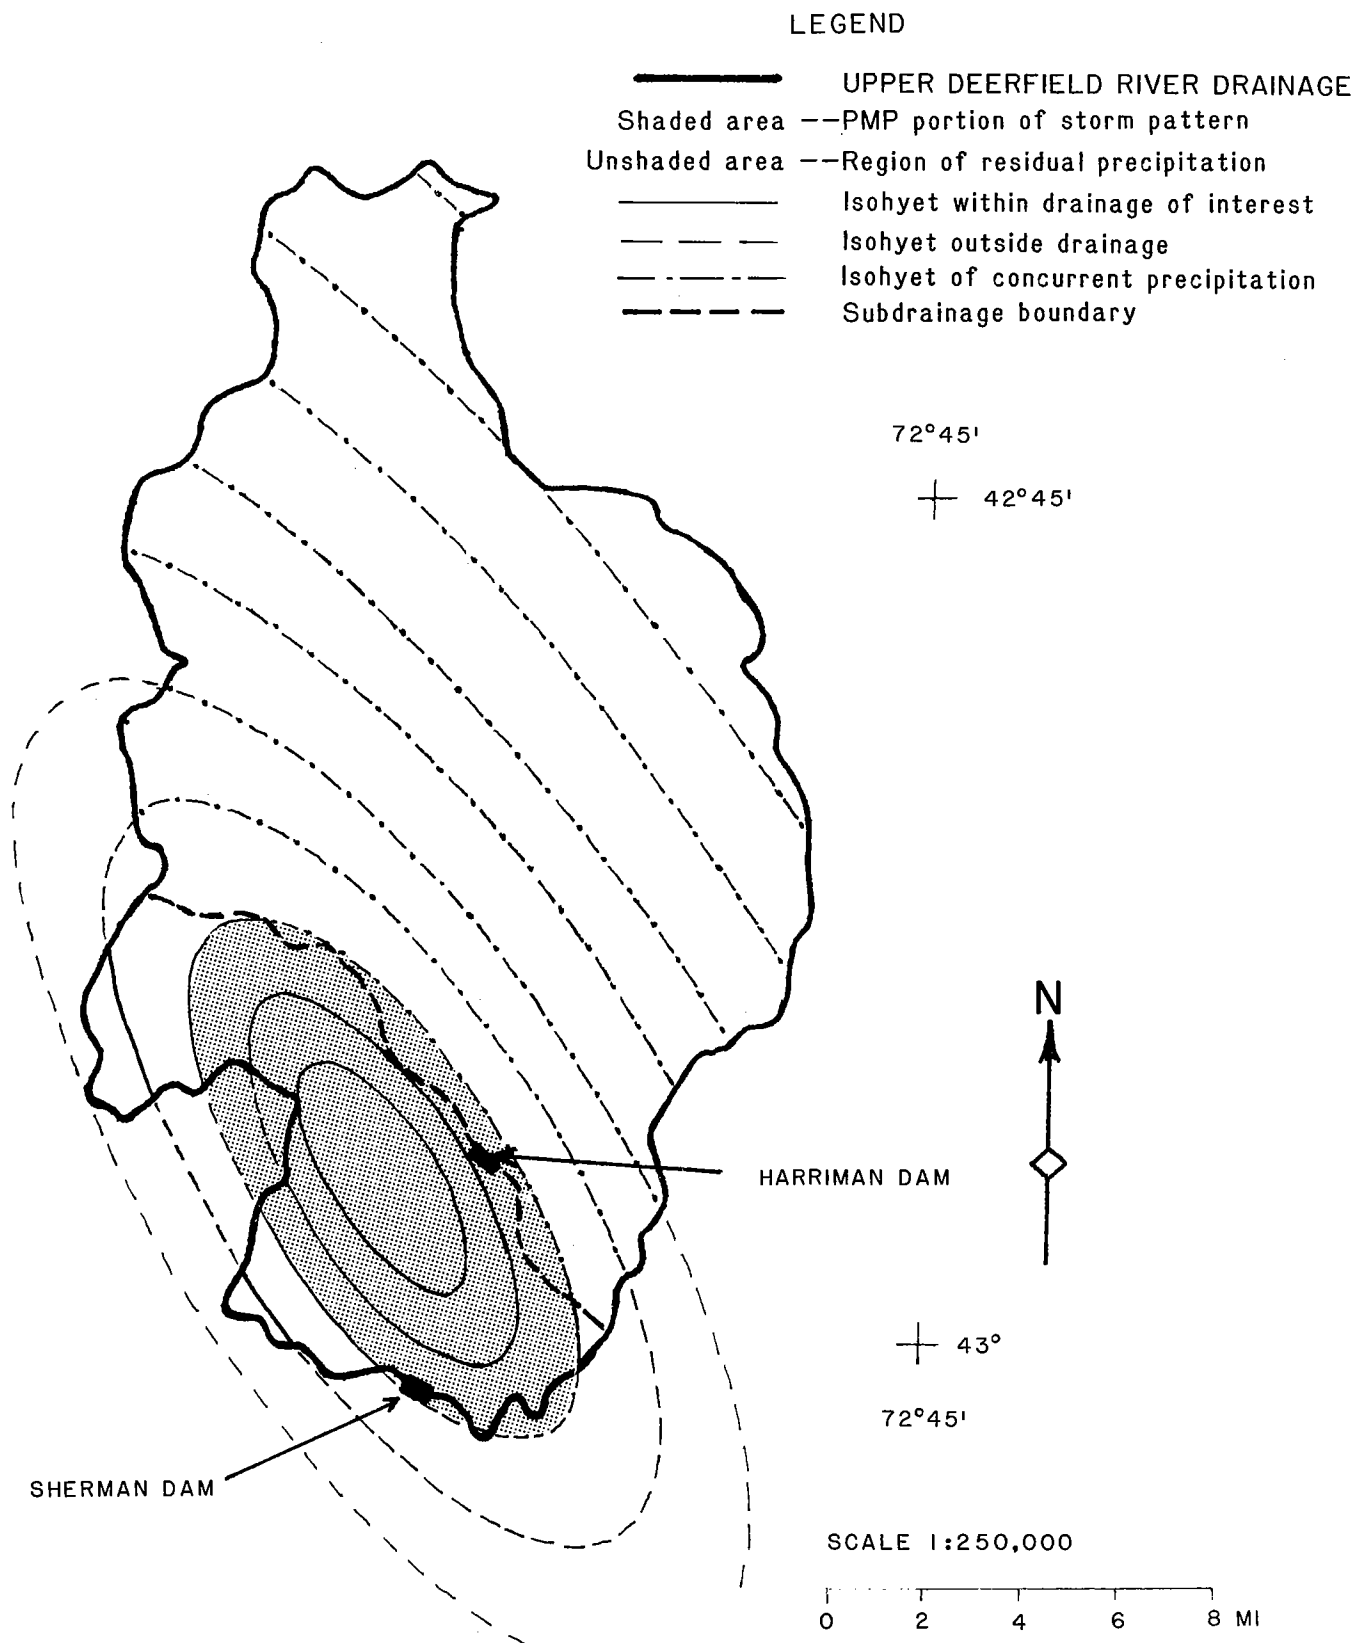 LEGEND
UPPER DEERFIELD RIVER DRAINAGE
Shaded area --PMP portion of storm pattern
Unshaded area --Region of residual precipitation
Isohyet within drainage of interest
Isohyet outside drainage
Isohyet of concurrent precipitation
Subdrainage boundary
72°45'
42°45'
N
HARRIMAN DAM
43°
72°45'
SHERMAN DAM
SCALE 1:250,000
0 2 4 6 8 MI